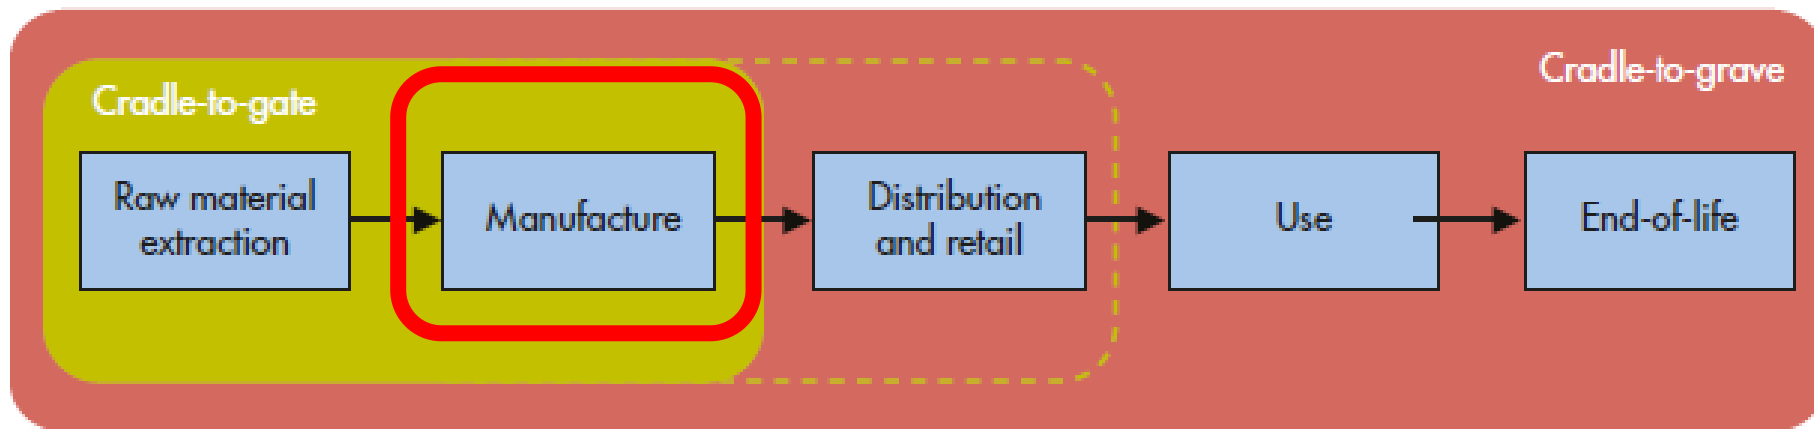 Cradle-to-grave
Cradle-to-gate
Raw material
extraction
Manufacture
Distribution
and retail
Use
End-of-life